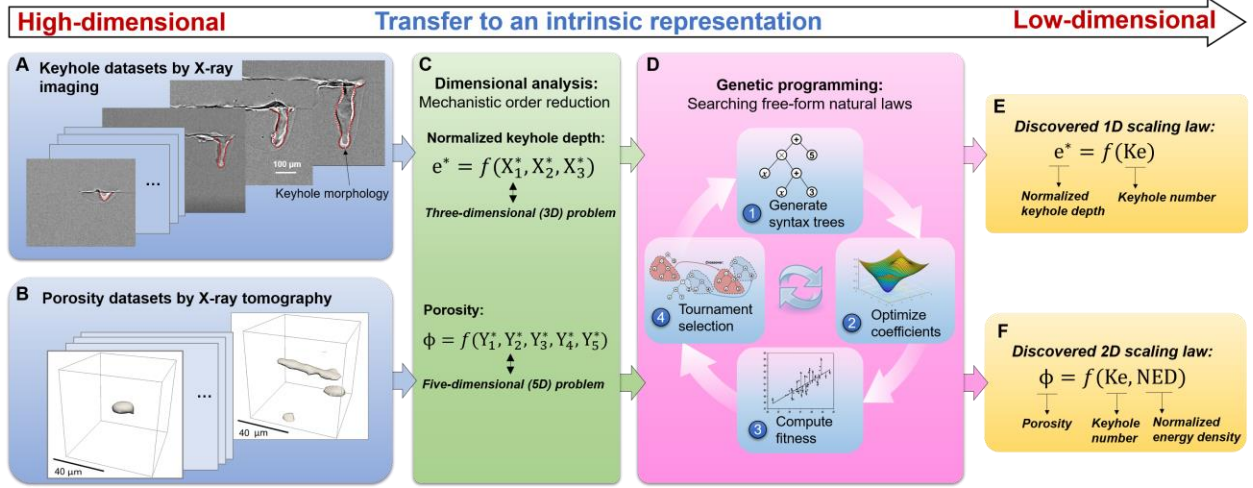 High-dimensional
Transfer to an intrinsic representation
Low-dimensional
A
Keyhole datasets by X-ray
imaging
...
100 μm
Keyhole morphology
B
Porosity datasets by X-ray tomography
...
40 μm
40 μm
C
Dimensional analysis:
Mechanistic order reduction
Normalized keyhole depth:
e* = f(X₁*, X₂*, X₃*)
Three-dimensional (3D) problem
Porosity:
ϕ = f(Y₁*, Y₂*, Y₃*, Y₄*, Y₅*)
Five-dimensional (5D) problem
D
Genetic programming:
Searching free-form natural laws
+
× 5
x +
x 3
1 Generate
syntax trees
2 Optimize
coefficients
3 Compute
fitness
4 Tournament
selection
E
Discovered 1D scaling law:
e* = f(Ke)
Normalized
keyhole depth
Keyhole number
F
Discovered 2D scaling law:
ϕ = f(Ke, NED)
Porosity
Keyhole
number
Normalized
energy density